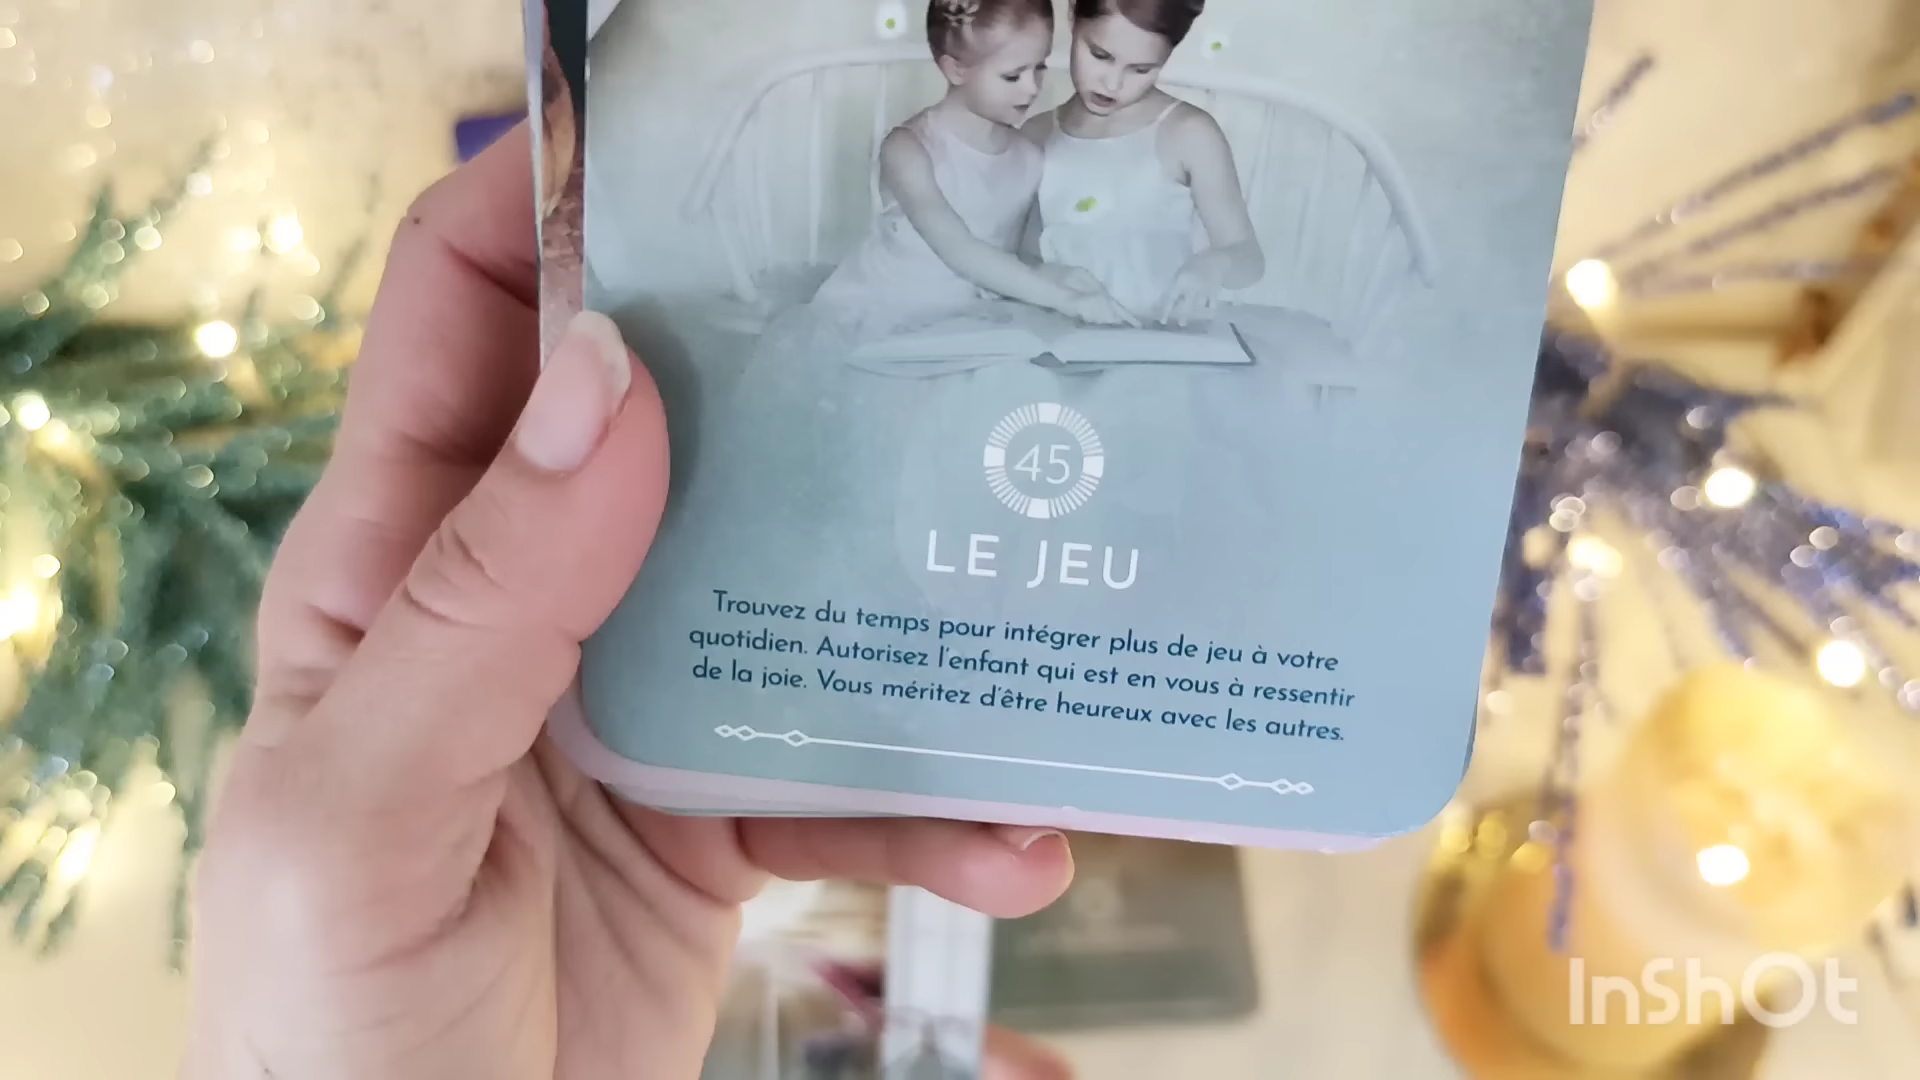 45
LE JEU
Trouvez du temps pour intégrer plus de jeu à votre
quotidien. Autorisez l'enfant qui est en vous à ressentir
de la joie. Vous méritez d'être heureux avec les autres.
InShOt